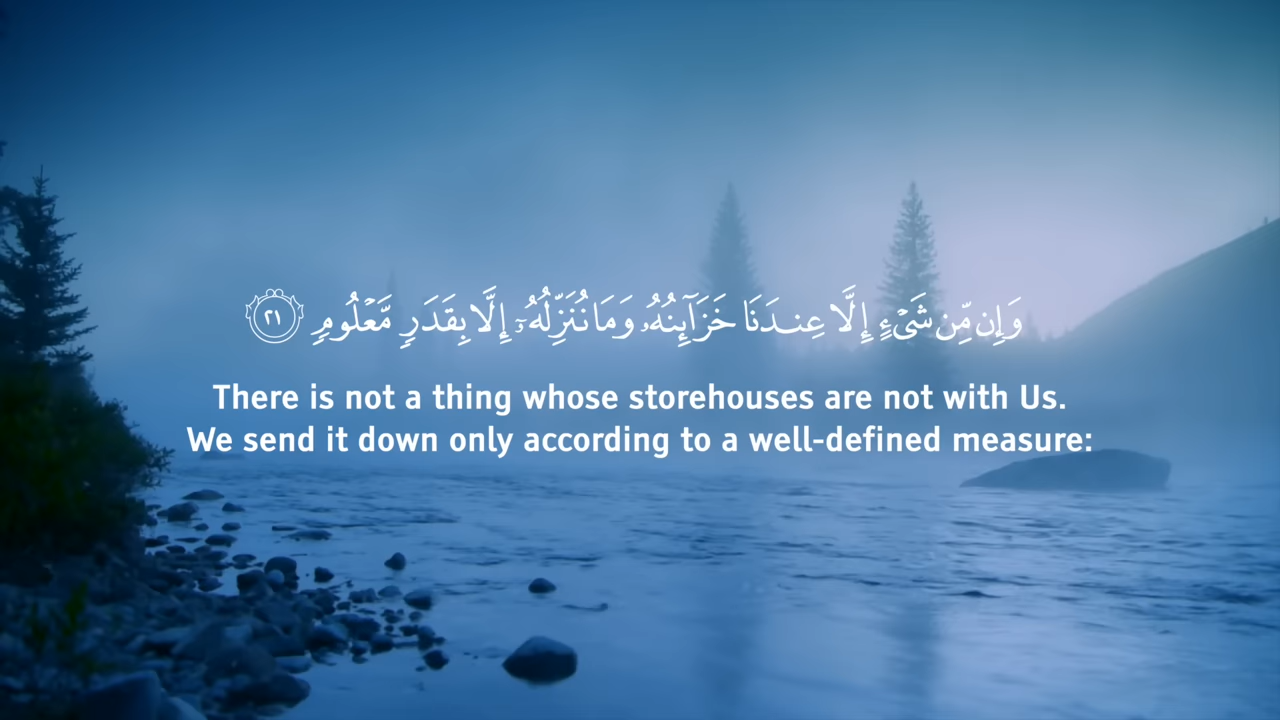 وَإِن مِّن شَىْءٍ إِلَّا عِندَنَا خَزَآئِنُهُۥ وَمَا نُنَزِّلُهُۥٓ إِلَّا بِقَدَرٍ مَّعْلُومٍ ٢١
There is not a thing whose storehouses are not with Us.
We send it down only according to a well-defined measure: